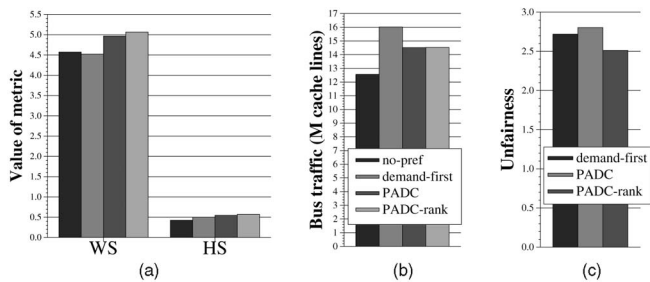 Value of metric
5.5
5.0
4.5
4.0
3.5
3.0
2.5
2.0
1.5
1.0
0.5
0.0
WS HS
(a)
Bus traffic (M cache lines)
17
16
15
14
13
12
11
10
9
8
7
6
5
4
3
2
1
0
no-pref
demand-first
PADC
PADC-rank
(b)
Unfairness
3.0
2.5
2.0
1.5
1.0
0.5
0.0
demand-first
PADC
PADC-rank
(c)